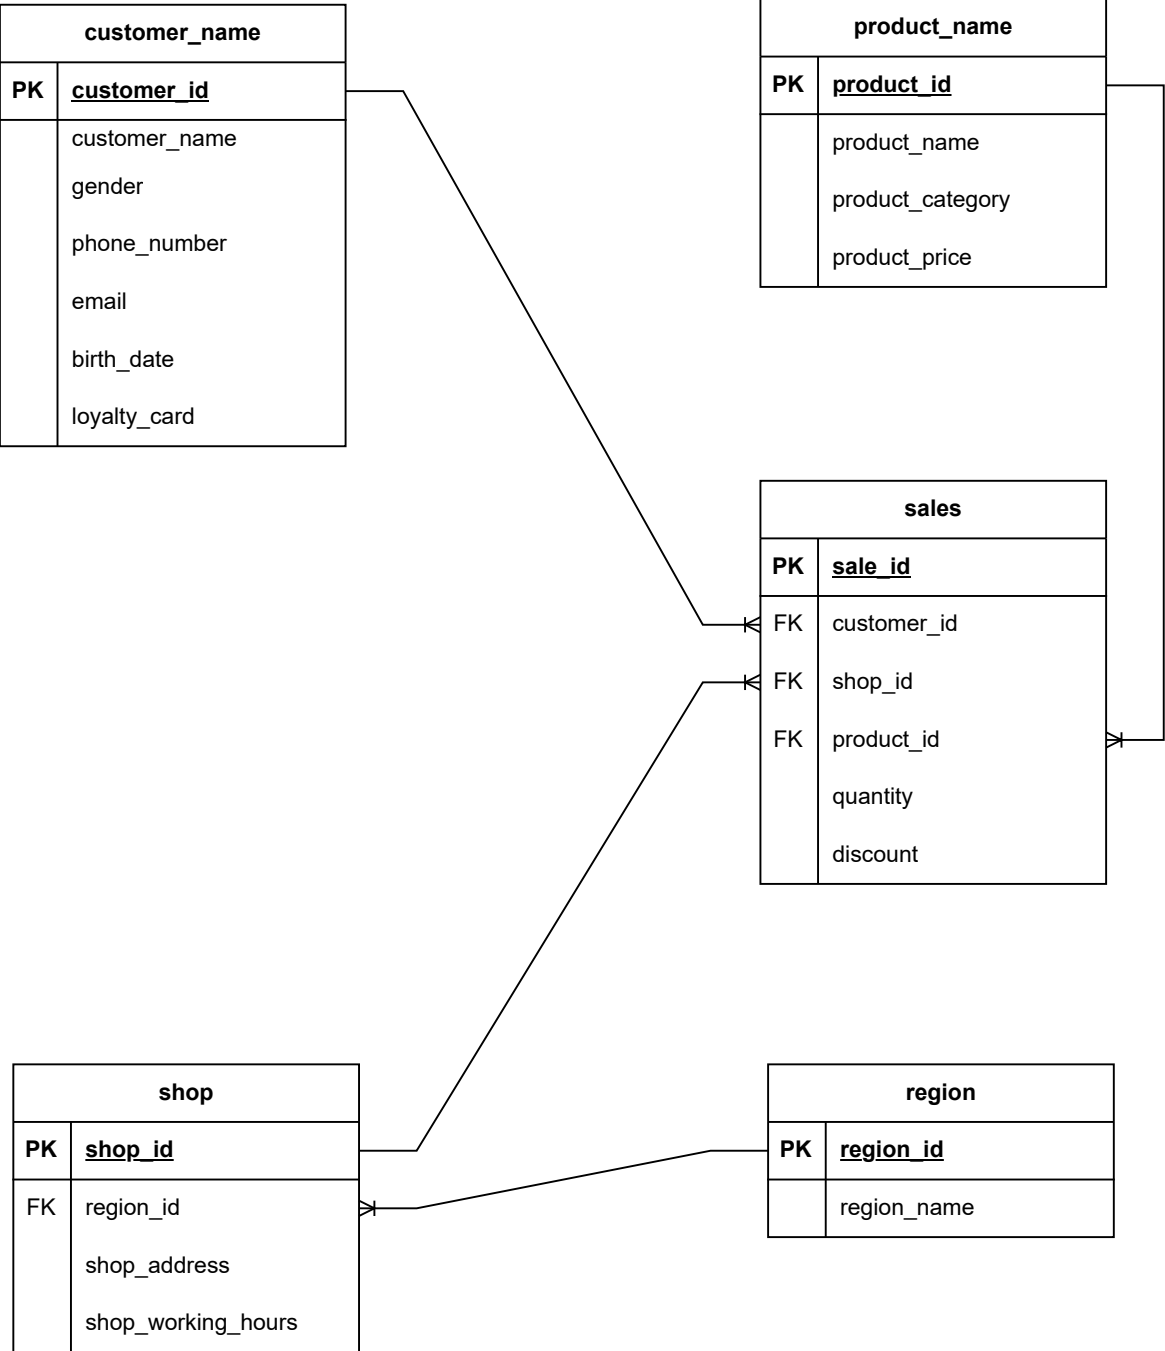 customer_name
PK customer_id
customer_name
gender
phone_number
email
birth_date
loyalty_card
product_name
PK product_id
product_name
product_category
product_price
sales
PK sale_id
FK customer_id
FK shop_id
FK product_id
quantity
discount
shop
PK shop_id
FK region_id
shop_address
shop_working_hours
region
PK region_id
region_name